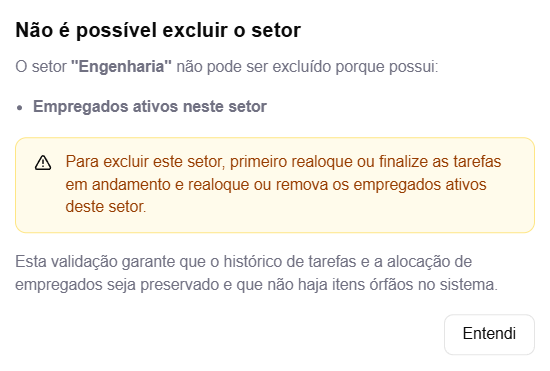 Não é possível excluir o setor
O setor "Engenharia" não pode ser excluído porque possui:
• Empregados ativos neste setor
Para excluir este setor, primeiro realoque ou finalize as tarefas
em andamento e realoque ou remova os empregados ativos
deste setor.
Esta validação garante que o histórico de tarefas e a alocação de
empregados seja preservado e que não haja itens órfãos no sistema.
Entendi